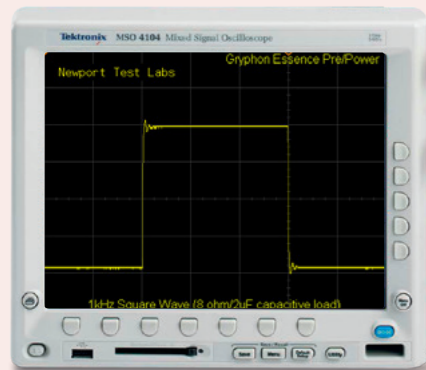 Tektronix MSO 4104 Mixed Signal Oscilloscope
Gryphon Essence Pre/Power
Newport Test Labs
1kHz Square Wave (8 ohm/2uF capacitive load)
Save
Menu
Utility